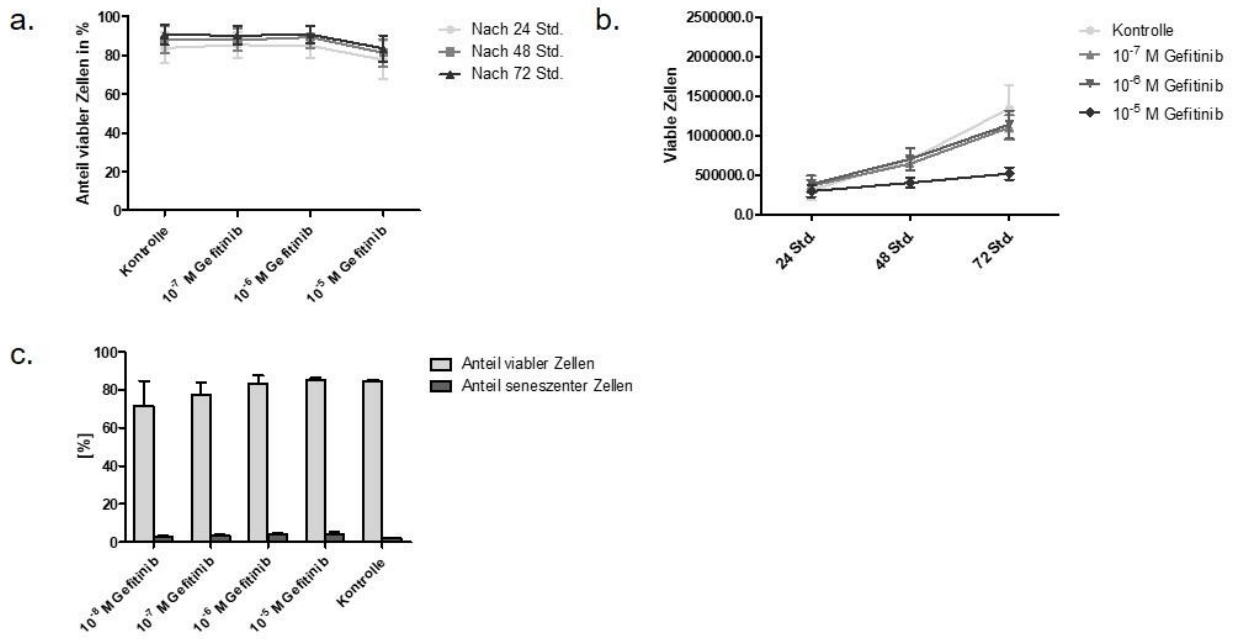 a.
Anteil viabler Zellen in %
100
80
60
40
20
0
Kontrolle
10⁻⁷ M Gefitinib
10⁻⁶ M Gefitinib
10⁻⁵ M Gefitinib
Nach 24 Std.
Nach 48 Std.
Nach 72 Std.
b.
Viable Zellen
2500000.0
2000000.0
1500000.0
1000000.0
500000.0
0.0
24 Std.
48 Std.
72 Std.
Kontrolle
10⁻⁷ M Gefitinib
10⁻⁶ M Gefitinib
10⁻⁵ M Gefitinib
c.
[%]
100
80
60
40
20
0
10⁻⁸ M Gefitinib
10⁻⁷ M Gefitinib
10⁻⁶ M Gefitinib
10⁻⁵ M Gefitinib
Kontrolle
Anteil viabler Zellen
Anteil seneszenter Zellen